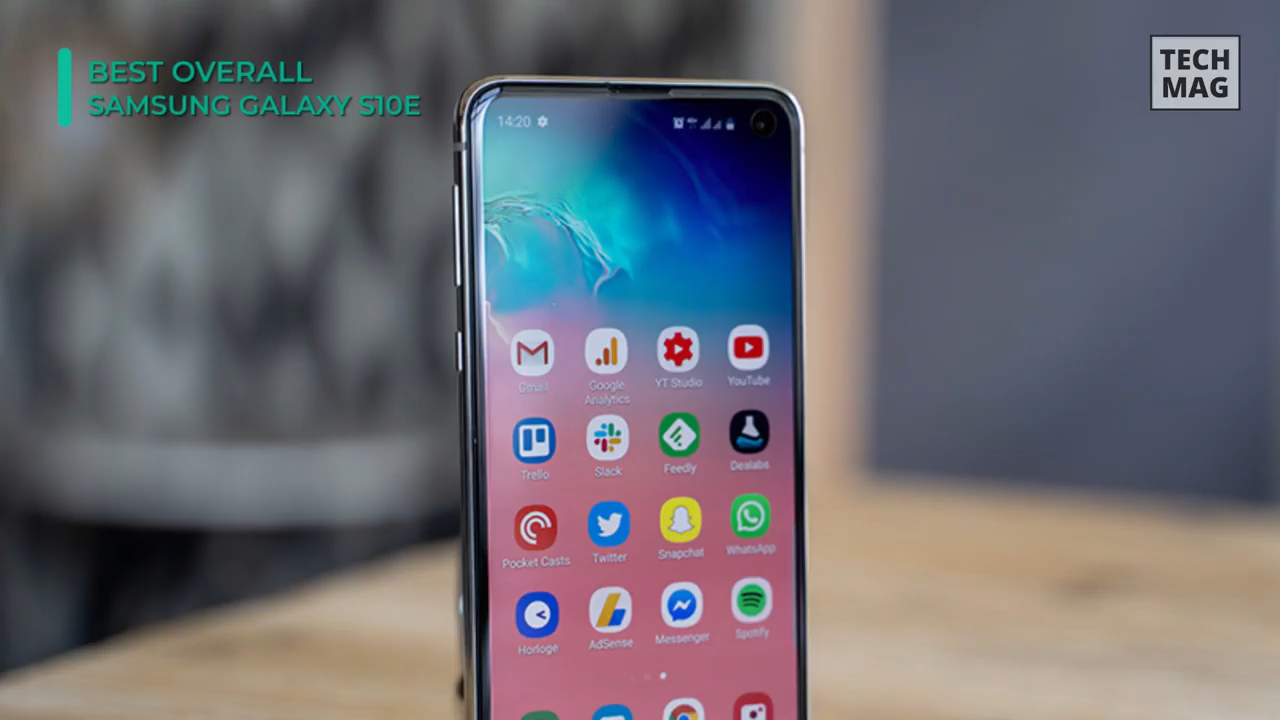 BEST OVERALL
SAMSUNG GALAXY S10E
TECH
MAG
14:20
Gmail
Google
Analytics
YT Studio
YouTube
Trello
Slack
Feedly
Dealabs
Pocket Casts
Twitter
Snapchat
WhatsApp
Horloge
AdSense
Messenger
Spotify